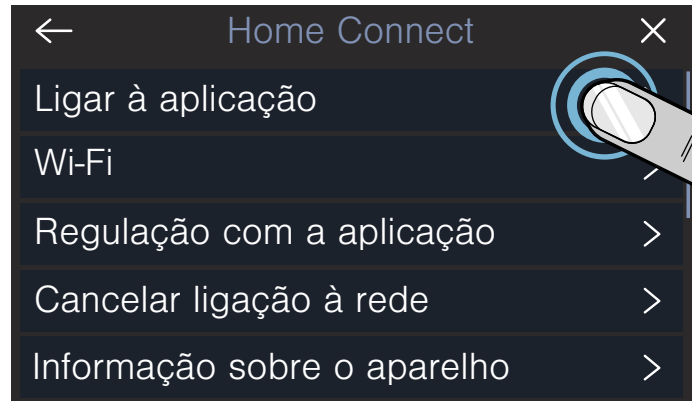 Home Connect
Ligar à aplicação
Wi-Fi
Regulação com a aplicação
Cancelar ligação à rede
Informação sobre o aparelho